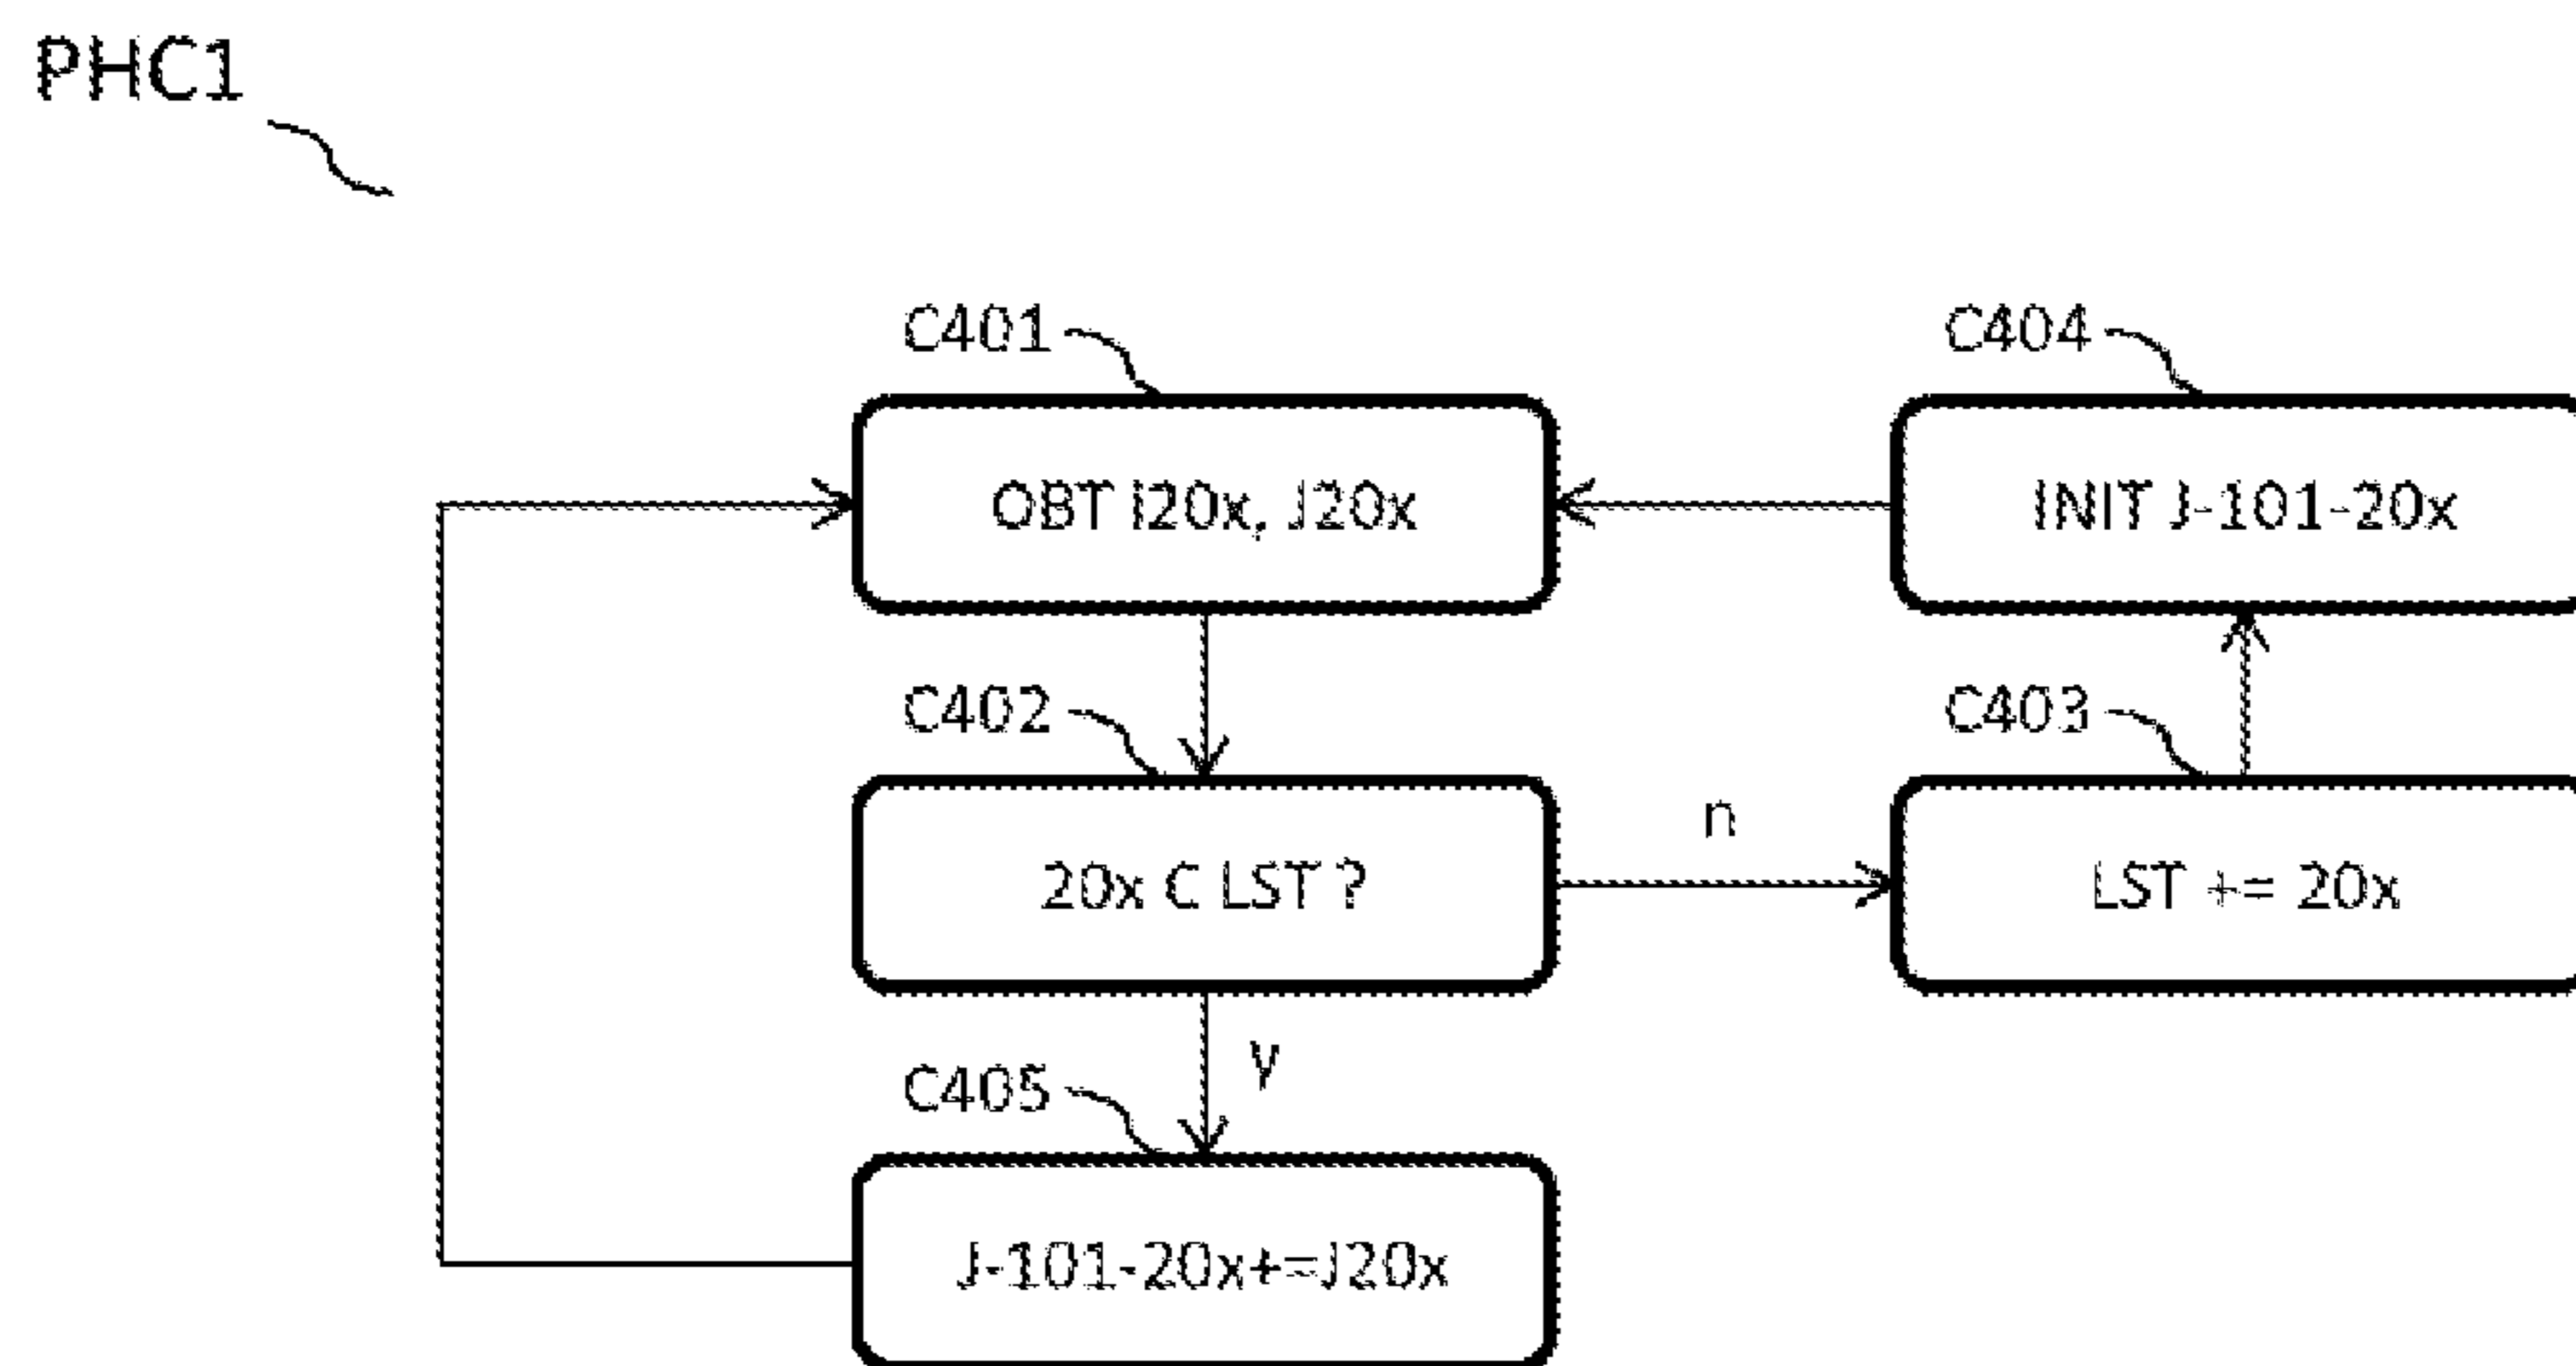 PHC1
C401
C404
OBT i20x, J20x
INIT J-101-20x
C402
C403
n
20x C LST ?
LST += 20x
y
C405
J-101-20x+=J20x